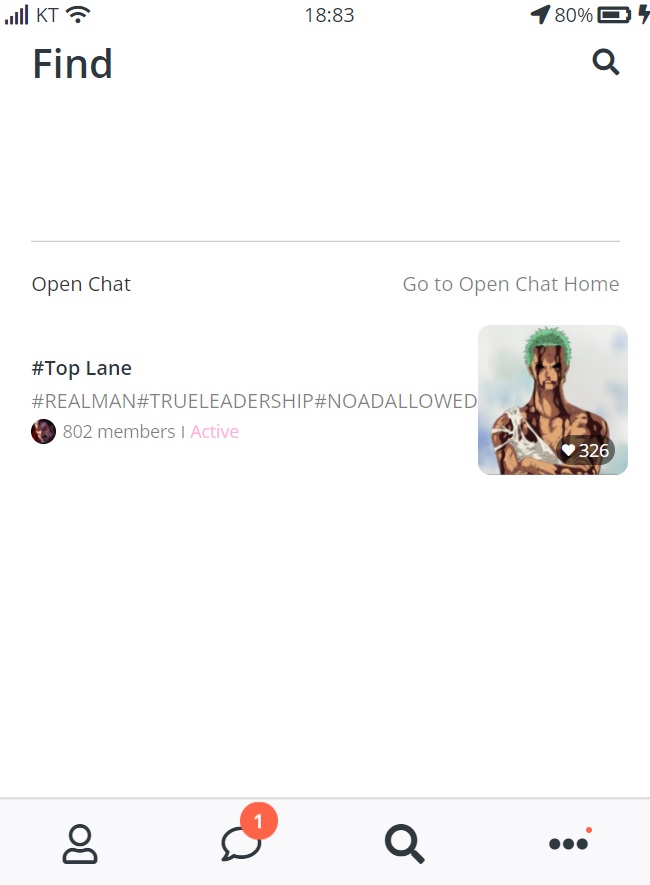 KT 18:83 80%
Find
Open Chat Go to Open Chat Home
#Top Lane
#REALMAN#TRUELEADERSHIP#NOADALLOWED
802 members I Active
326
1